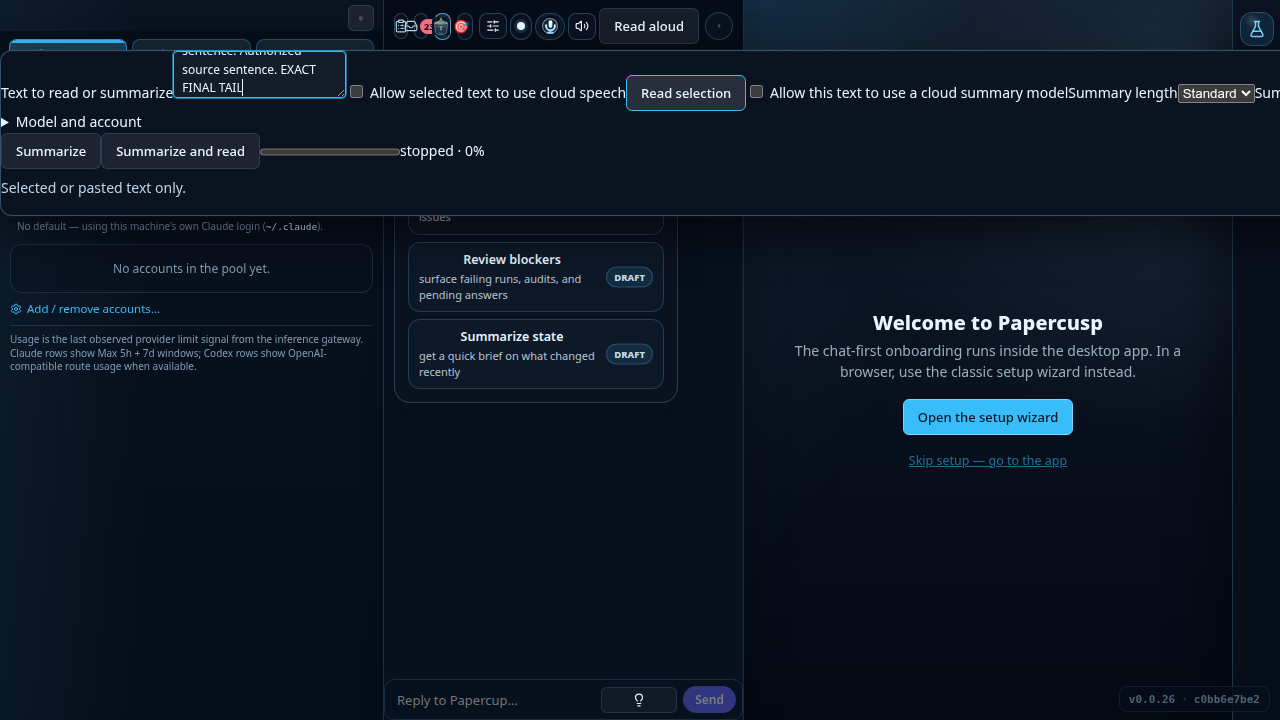 Read aloud
sentence. Authorized
source sentence. EXACT
FINAL TAIL
Text to read or summarize
Allow selected text to use cloud speech
Read selection
Allow this text to use a cloud summary model
Summary length
Standard
Sum
Model and account
Summarize
Summarize and read
stopped · 0%
Selected or pasted text only.
No default — using this machine's own Claude login (~/.claude).
No accounts in the pool yet.
Add / remove accounts...
Usage is the last observed provider limit signal from the inference gateway.
Claude rows show Max 5h + 7d windows; Codex rows show OpenAI-
compatible route usage when available.
issues
Review blockers
surface failing runs, audits, and
pending answers
DRAFT
Summarize state
get a quick brief on what changed
recently
DRAFT
Reply to Papercup...
Send
Welcome to Papercusp
The chat-first onboarding runs inside the desktop app. In a
browser, use the classic setup wizard instead.
Open the setup wizard
Skip setup — go to the app
v0.0.26 · c0bb6e7be2